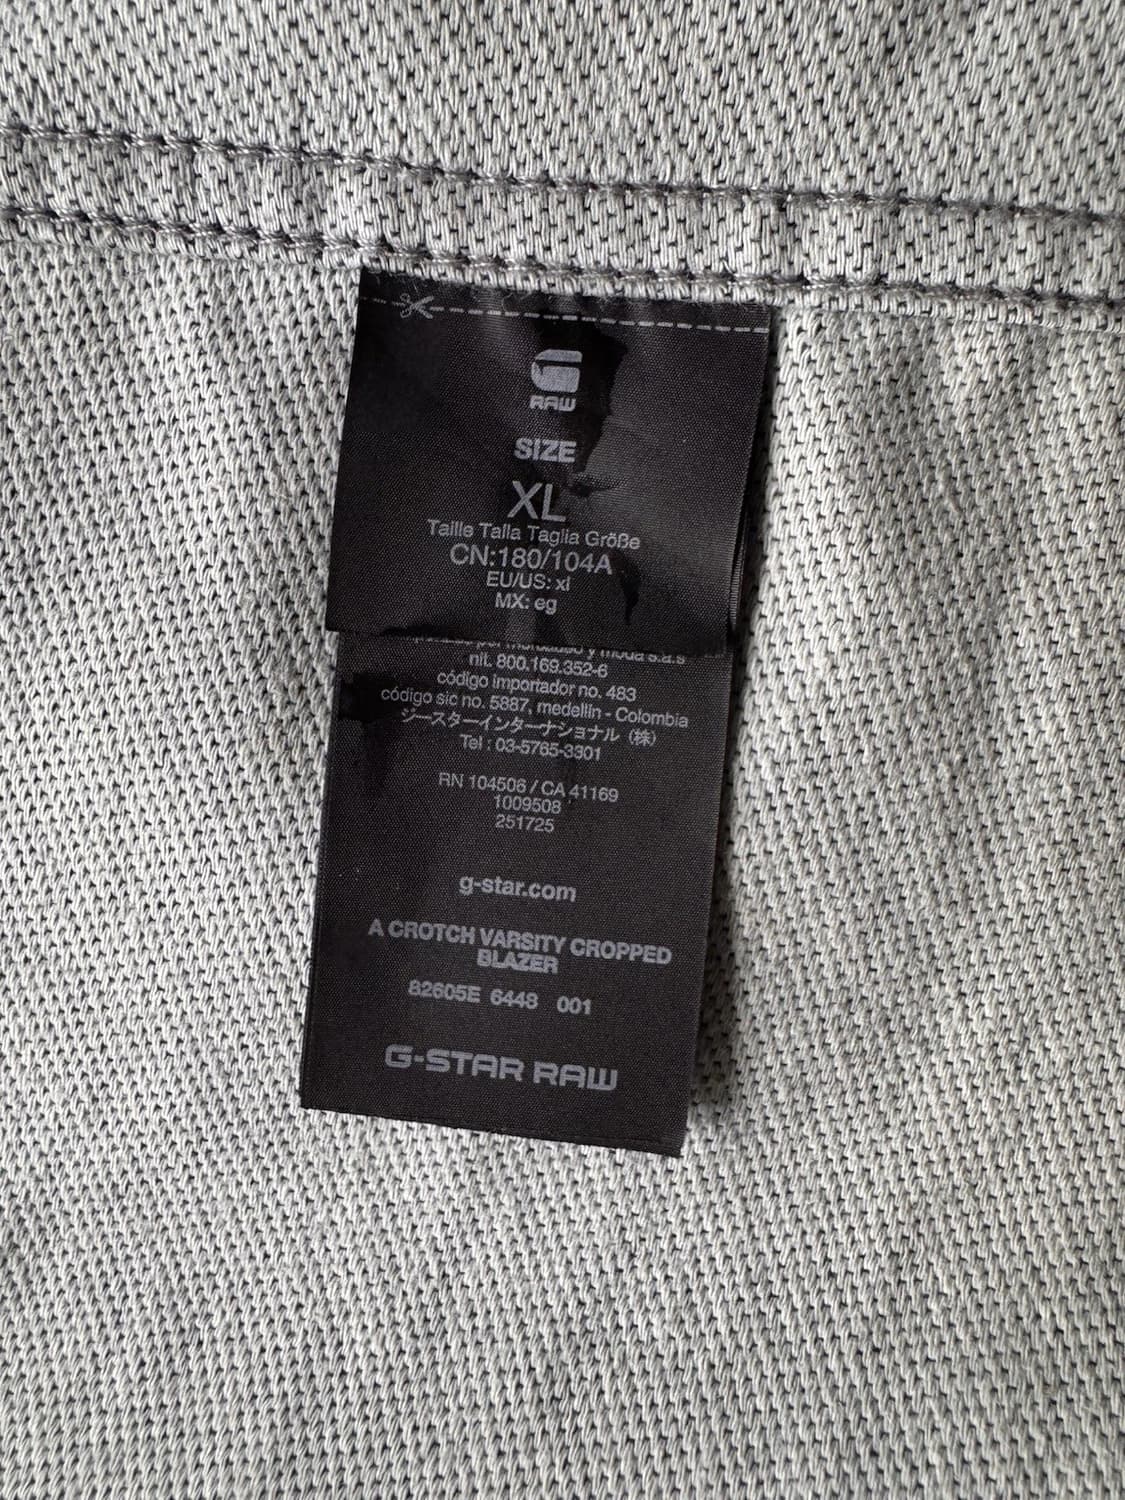 G
RAW
SIZE
XL
Taille Talla Taglia Größe
CN:180/104A
EU/US: xl
MX: eg
por mercadeo y moda s.a.s
nit. 800.169.352-6
código importador no. 483
código sic no. 5887, medellin - Colombia
ジースターインターナショナル（株）
Tel : 03-5765-3301
RN 104506 / CA 41169
1009508
251725
g-star.com
A CROTCH VARSITY CROPPED
BLAZER
82605E 6448 001
G-STAR RAW